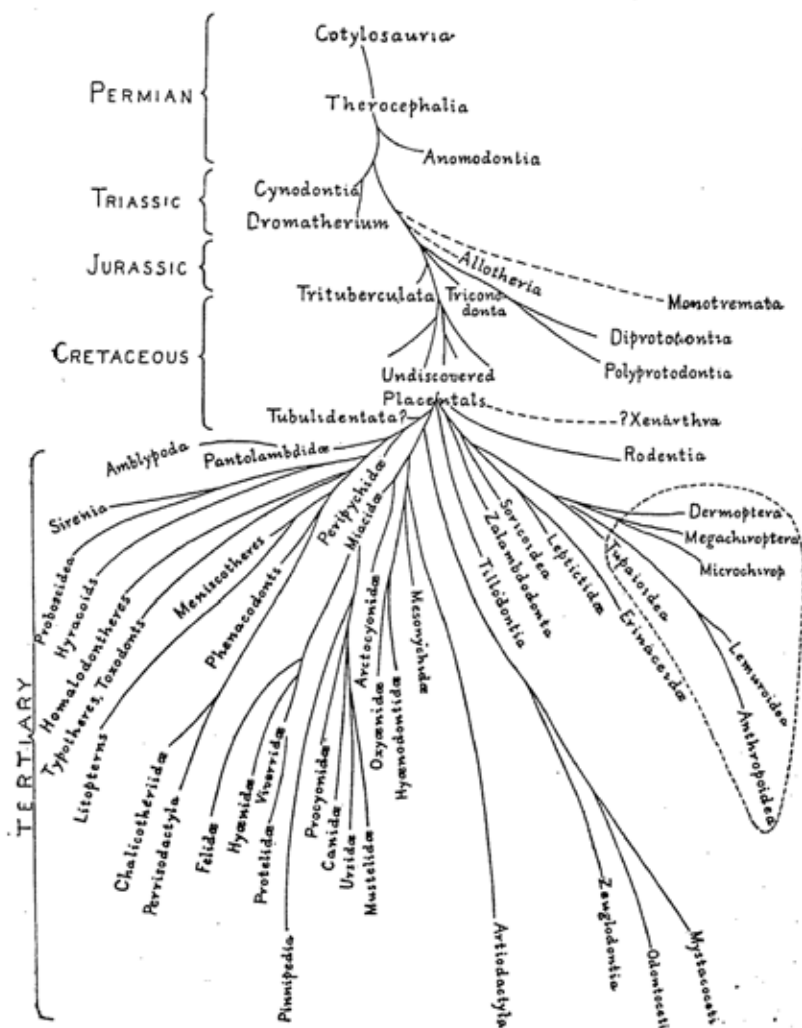 Cotylosauria
PERMIAN
Therocephalia
Anomodontia
Cynodontia
TRIASSIC
Dromatherium
JURASSIC
Allotheria
Trituberculata
Tricono-
donta
Monotremata
Diprotodontia
CRETACEOUS
Polyprotodontia
Undiscovered
Placentals
Tubulidentata?
?Xenarthra
Amblypoda
Pantolambdidæ
Rodentia
Sirenia
Periptychidæ
Miacidæ
Soricoidea
Zalambdodonta
Leptictidæ
Tillodontia
Erinaceidæ
Dermoptera
Megachiroptera
Microchirop
Tupaioidea
Proboscidea
Hyracoids
Homalodontheres
Typotheres, Toxodonts
Meniscotheres
Phenacodonts
Litopterns
Arctocyonidæ
Mesonychidæ
Oxyænidæ
Hyænodontidæ
Lemuroidea
Anthropoidea
TERTIARY
Chalicotheriidæ
Perrisodactyla
Felidæ
Hyænidæ
Viverridæ
Protelidæ
Procyonidæ
Canidæ
Ursidæ
Mustelidæ
Pinnipedia
Artiodactyla
Zeuglodontia
Odontoceti
Mystacoceti